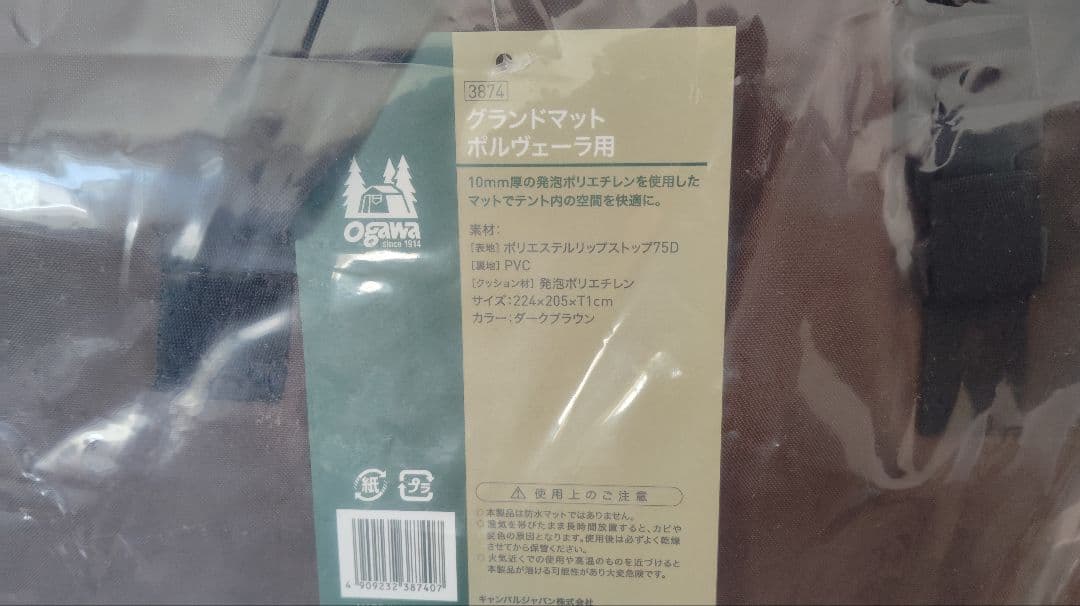 3874
グランドマット
ポルヴェーラ用
10mm厚の発泡ポリエチレンを使用した
マットでテント内の空間を快適に。
素材:
[表地] ポリエステルリップストップ75D
[裏地] PVC
[クッション材] 発泡ポリエチレン
サイズ:224×205×T1cm
カラー:ダークブラウン
ogawa
since 1914
紙
プラ
4 909232 387407
使用上のご注意
本製品は防水マットではありません。
湿気を帯びたまま長時間放置すると、カビや
変色の原因となります。使用後は必ずよく乾燥
させてから保管ください。
火気近くでの使用や高温のものを近づけると
本製品が溶ける可能性があり大変危険です。
キャンパルジャパン株式会社